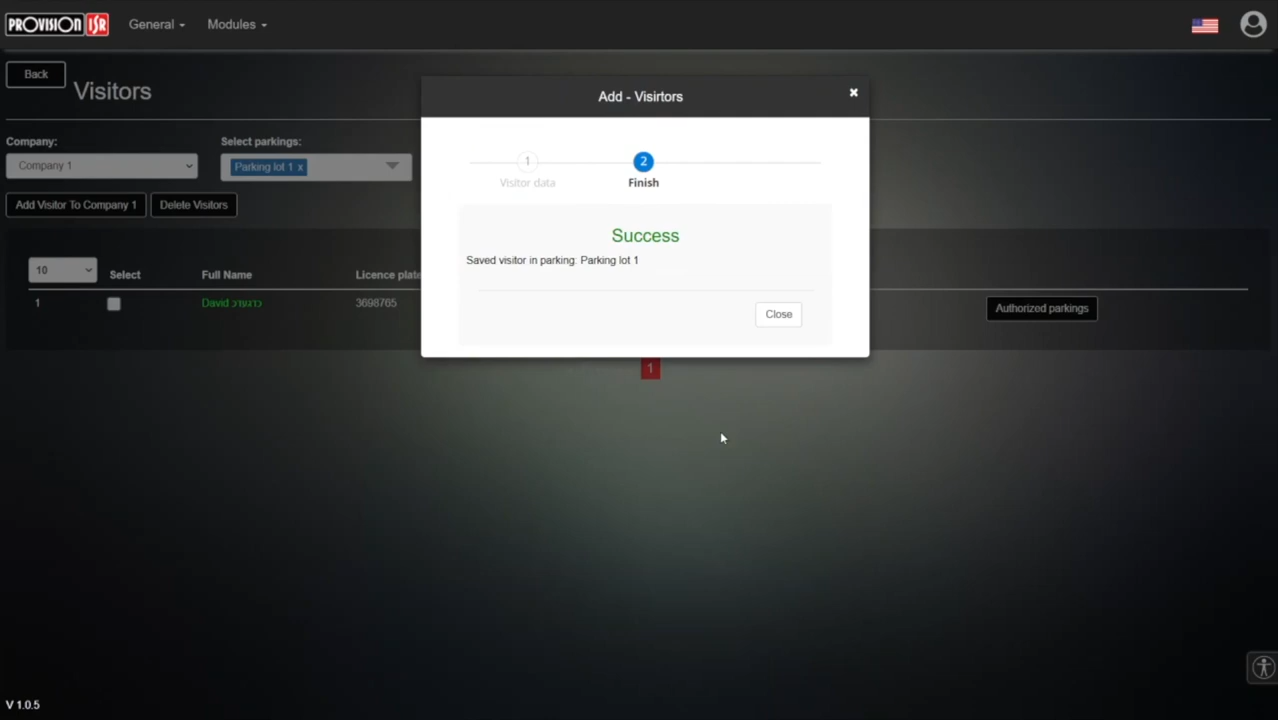 PROVISION ISR
General
Modules
Back
Visitors
Company:
Company 1
Select parkings:
Parking lot 1 x
Add Visitor To Company 1
Delete Visitors
10
Select
Full Name
Licence plate
1
David
3698765
Authorized parkings
1
Add - Visirtors
×
1
Visitor data
2
Finish
Success
Saved visitor in parking: Parking lot 1
Close
V 1.0.5